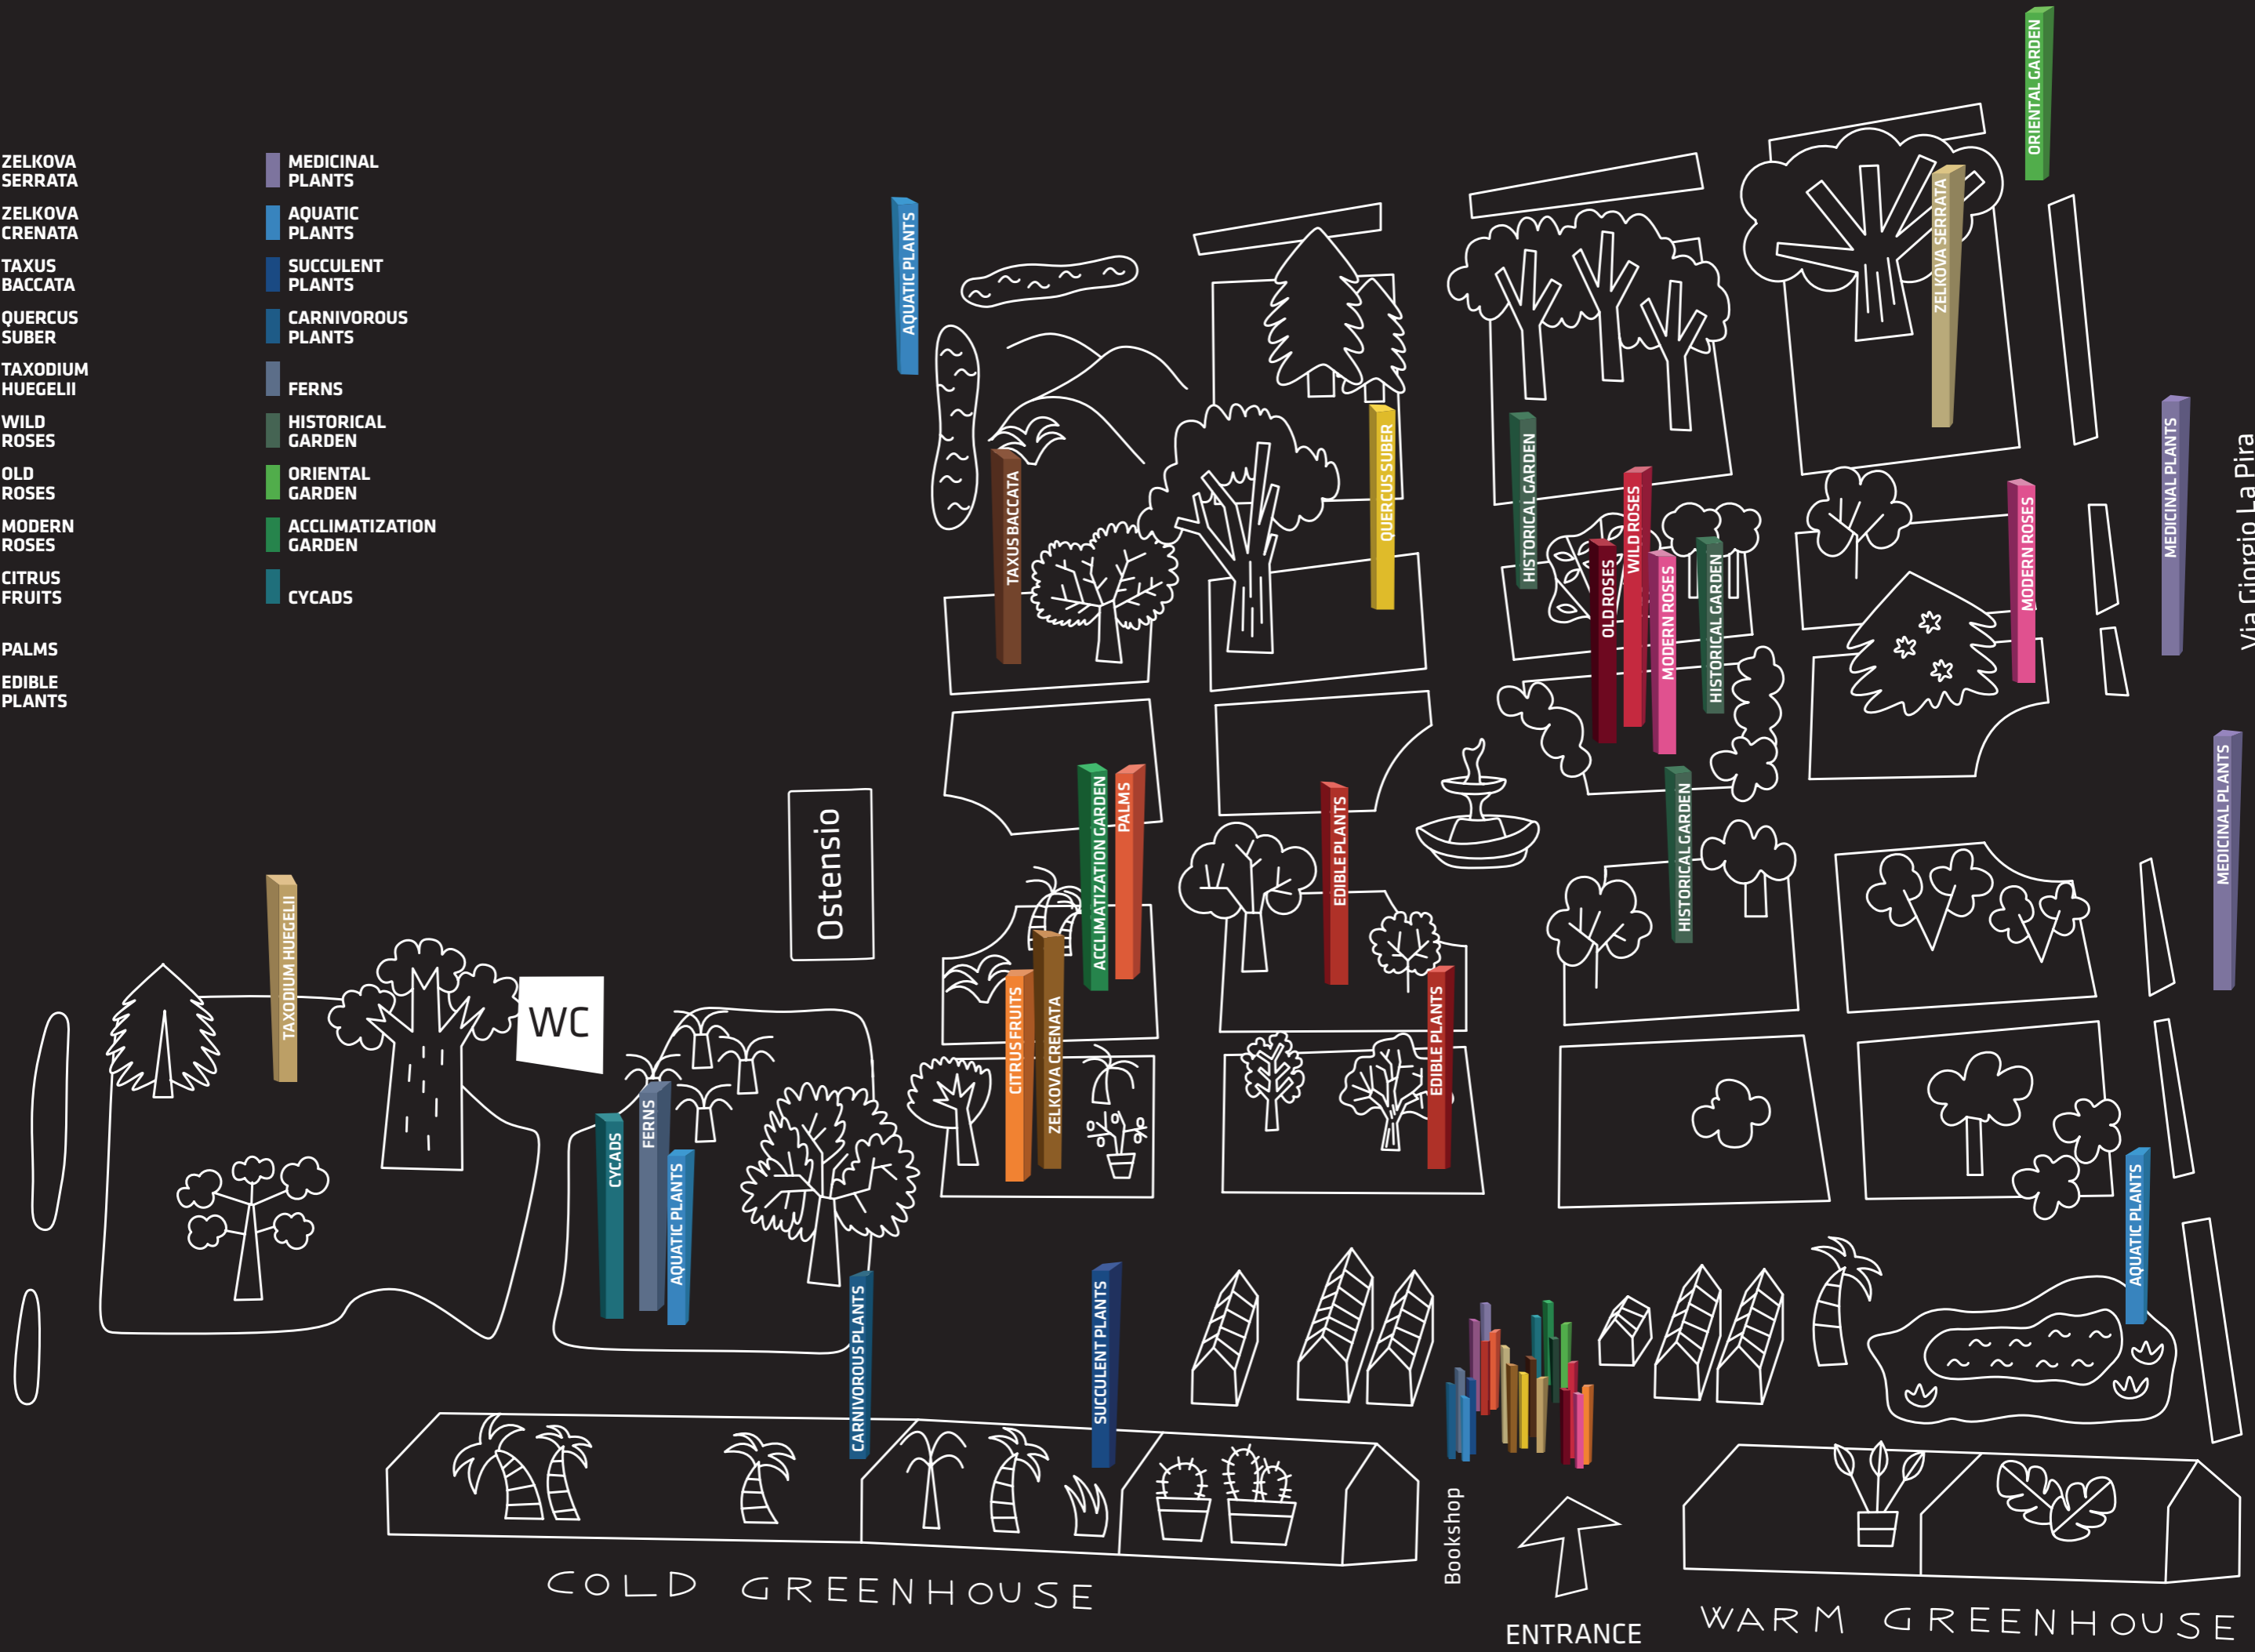 ZELKOVA
SERRATA
ZELKOVA
CRENATA
TAXUS
BACCATA
QUERCUS
SUBER
TAXODIUM
HUEGELII
WILD
ROSES
OLD
ROSES
MODERN
ROSES
CITRUS
FRUITS
PALMS
EDIBLE
PLANTS
MEDICINAL
PLANTS
AQUATIC
PLANTS
SUCCULENT
PLANTS
CARNIVOROUS
PLANTS
FERNS
HISTORICAL
GARDEN
ORIENTAL
GARDEN
ACCLIMATIZATION
GARDEN
CYCADS
ORIENTAL GARDEN
ZELKOVA SERRATA
AQUATIC PLANTS
QUERCUS SUBER
HISTORICAL GARDEN
MEDICINAL PLANTS
Via Giorgio La Pira
TAXUS BACCATA
WILD ROSES
MODERN ROSES
OLD ROSES
MODERN ROSES
HISTORICAL GARDEN
MEDICINAL PLANTS
ACCLIMATIZATION GARDEN
PALMS
EDIBLE PLANTS
HISTORICAL GARDEN
Ostensio
TAXODIUM HUEGELII
WC
CITRUS FRUITS
ZELKOVA CRENATA
EDIBLE PLANTS
CYCADS
FERNS
AQUATIC PLANTS
AQUATIC PLANTS
CARNIVOROUS PLANTS
SUCCULENT PLANTS
Bookshop
COLD GREENHOUSE
ENTRANCE
WARM GREENHOUSE